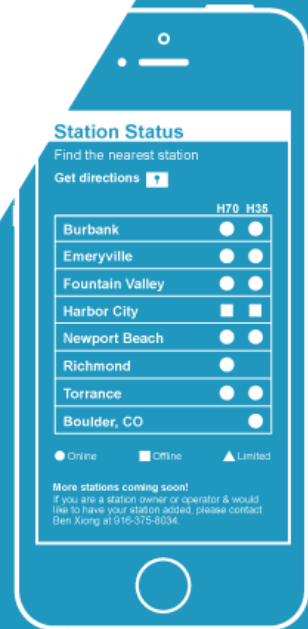 Station Status
Find the nearest station
Get directions
H70 H35
Burbank
Emeryville
Fountain Valley
Harbor City
Newport Beach
Richmond
Torrance
Boulder, CO
Online Offline Limited
More stations coming soon!
If you are a station owner or operator & would
like to have your station added, please contact
Ben Xiong at 916-375-8034.